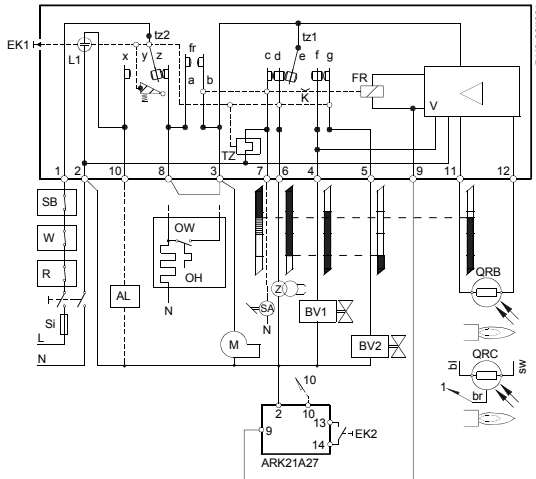 tz2
tz1
EK1
L1
x
y
z
fr
a
b
c
d
e
f
g
FR
K
V
TZ
1
2
10
8
3
7
6
4
5
9
11
12
SB
W
R
Si
L
N
AL
OW
OH
N
M
SA
N
Z
BV1
BV2
QRB
QRC
bl
sw
br
1
10
2
10
9
13
14
EK2
ARK21A27